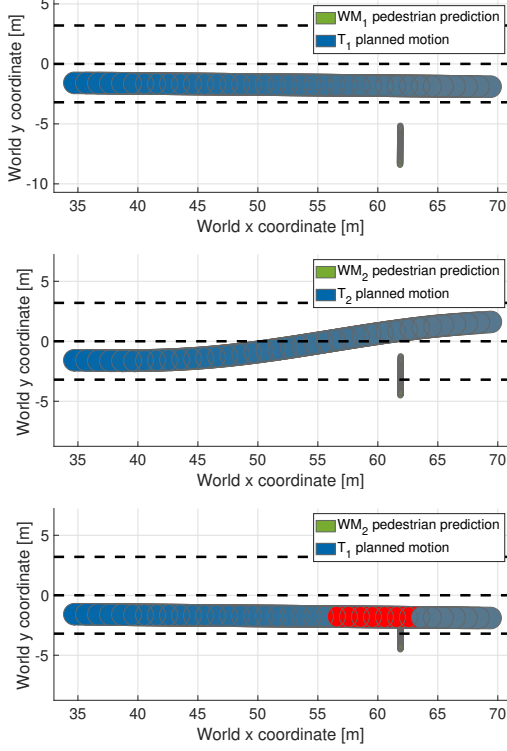 WM1 pedestrian prediction
T1 planned motion
World y coordinate [m]
5
0
-5
-10
35 40 45 50 55 60 65 70
World x coordinate [m]
WM2 pedestrian prediction
T2 planned motion
World y coordinate [m]
5
0
-5
35 40 45 50 55 60 65 70
World x coordinate [m]
WM2 pedestrian prediction
T1 planned motion
World y coordinate [m]
5
0
-5
35 40 45 50 55 60 65 70
World x coordinate [m]